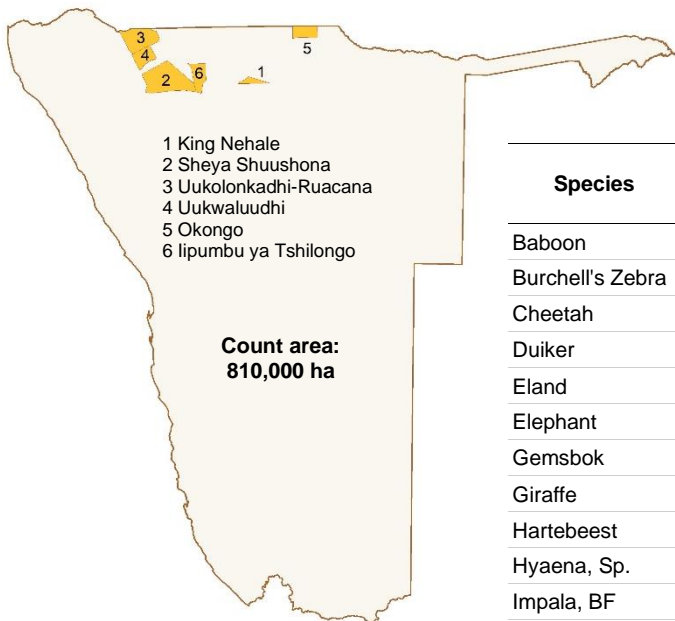 3
4
2
6
1
5
1 King Nehale
2 Sheya Shuushona
3 Uukolonkadhi-Ruacana
4 Uukwaluudhi
5 Okongo
6 Iipumbu ya Tshilongo
Count area:
810,000 ha
Species
Baboon
Burchell's Zebra
Cheetah
Duiker
Eland
Elephant
Gemsbok
Giraffe
Hartebeest
Hyaena, Sp.
Impala, BF